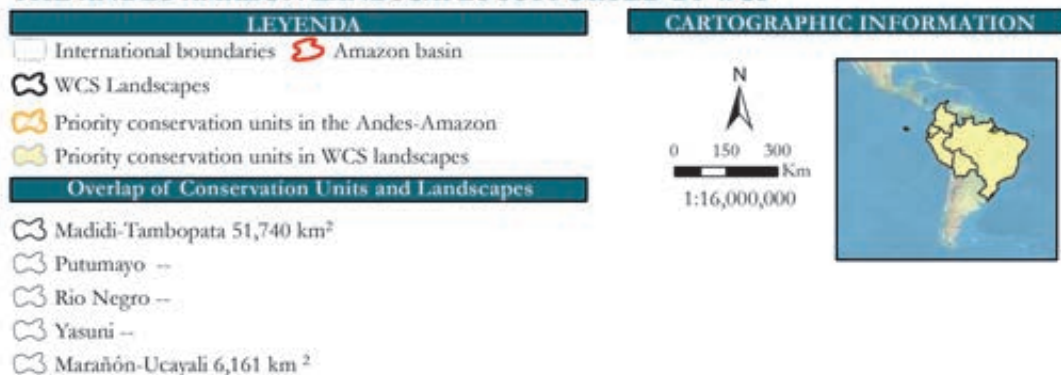 LEYENDA
International boundaries Amazon basin
WCS Landscapes
Priority conservation units in the Andes-Amazon
Priority conservation units in WCS landscapes
Overlap of Conservation Units and Landscapes
Madidi-Tambopata 51,740 km²
Putumayo --
Rio Negro --
Yasuni --
Marañón-Ucayali 6,161 km ²
CARTOGRAPHIC INFORMATION
N
0 150 300
Km
1:16,000,000